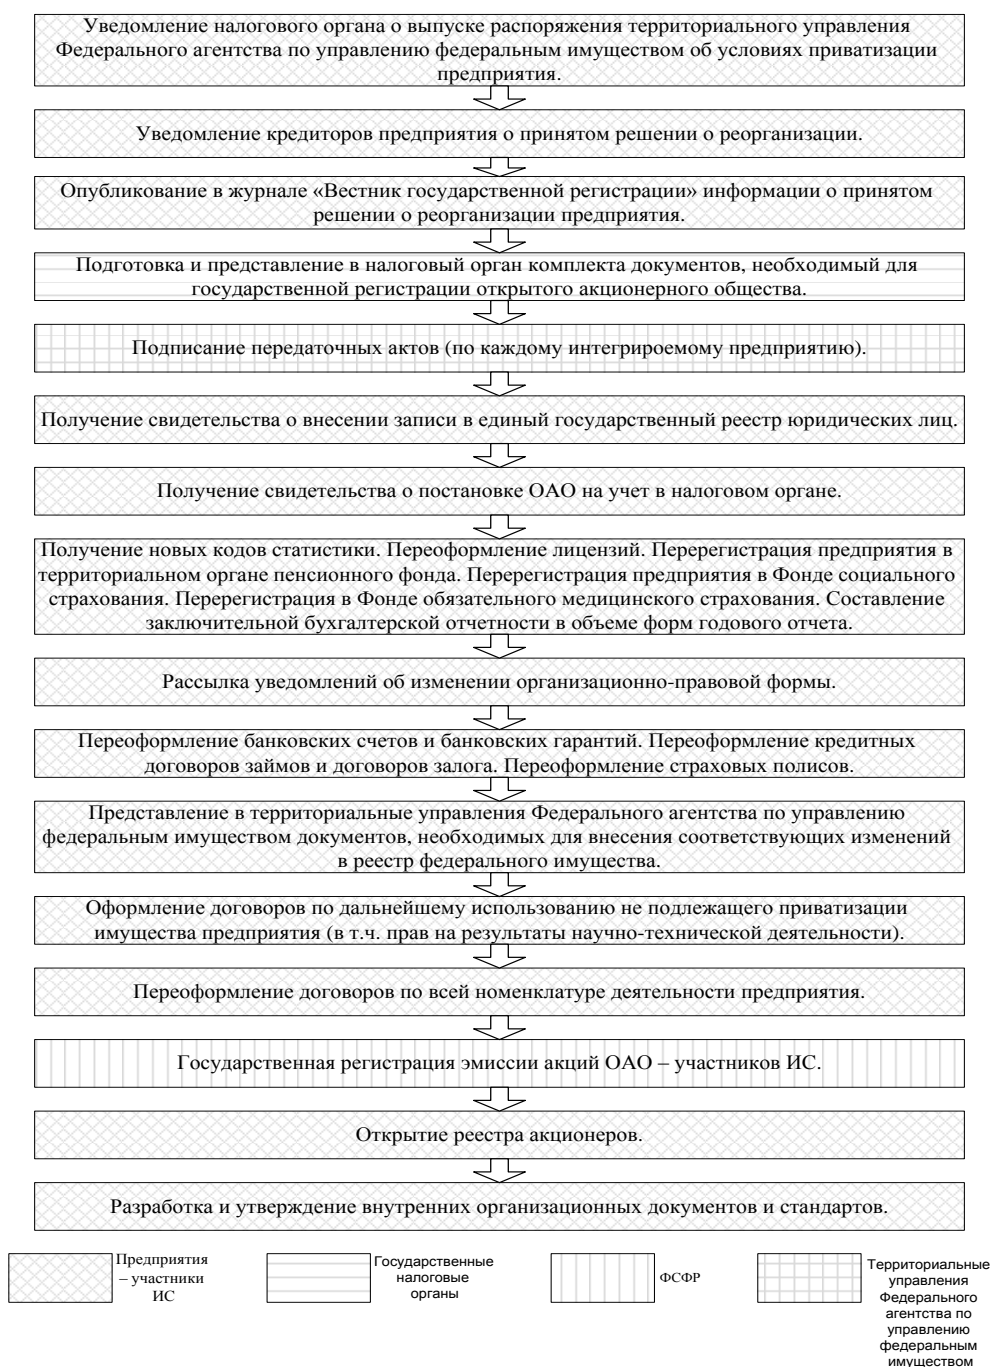 Уведомление налогового органа о выпуске распоряжения территориального управления
Федерального агентства по управлению федеральным имуществом об условиях приватизации
предприятия.
Уведомление кредиторов предприятия о принятом решении о реорганизации.
Опубликование в журнале «Вестник государственной регистрации» информации о принятом
решении о реорганизации предприятия.
Подготовка и представление в налоговый орган комплекта документов, необходимый для
государственной регистрации открытого акционерного общества.
Подписание передаточных актов (по каждому интегрироемому предприятию).
Получение свидетельства о внесении записи в единый государственный реестр юридических лиц.
Получение свидетельства о постановке ОАО на учет в налоговом органе.
Получение новых кодов статистики. Переоформление лицензий. Перерегистрация предприятия в
территориальном органе пенсионного фонда. Перерегистрация предприятия в Фонде социального
страхования. Перерегистрация в Фонде обязательного медицинского страхования. Составление
заключительной бухгалтерской отчетности в объеме форм годового отчета.
Рассылка уведомлений об изменении организационно-правовой формы.
Переоформление банковских счетов и банковских гарантий. Переоформление кредитных
договоров займов и договоров залога. Переоформление страховых полисов.
Представление в территориальные управления Федерального агентства по управлению
федеральным имуществом документов, необходимых для внесения соответствующих изменений
в реестр федерального имущества.
Оформление договоров по дальнейшему использованию не подлежащего приватизации
имущества предприятия (в т.ч. прав на результаты научно-технической деятельности).
Переоформление договоров по всей номенклатуре деятельности предприятия.
Государственная регистрация эмиссии акций ОАО – участников ИС.
Открытие реестра акционеров.
Разработка и утверждение внутренних организационных документов и стандартов.
Предприятия
– участники
ИС
Государственные
налоговые
органы
ФСФР
Территориальные
управления
Федерального
агентства по
управлению
федеральным
имуществом